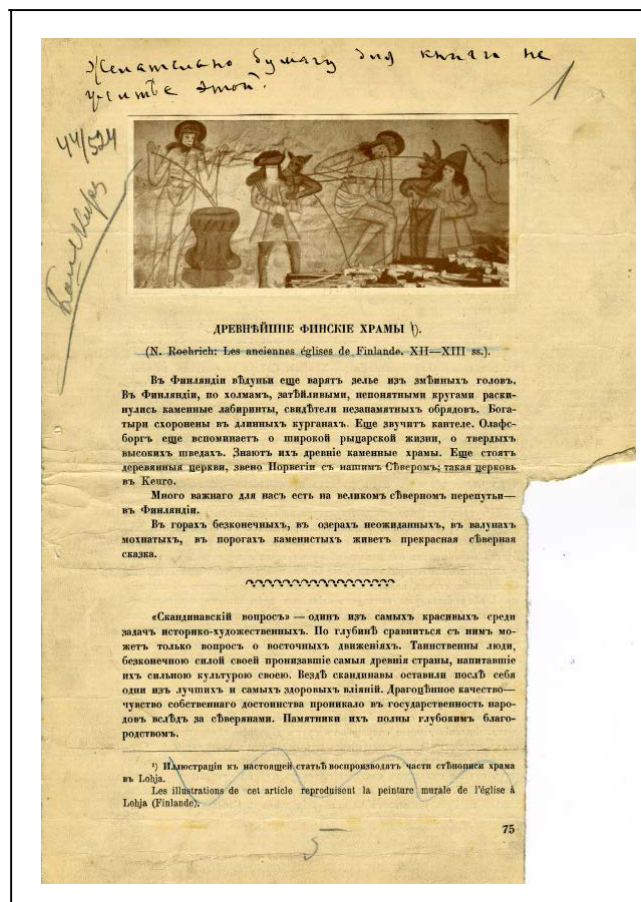 Желательно бумагу для книги не
этой.
1
44/524
ДРЕВНѢЙШІЕ ФИНСКІЕ ХРАМЫ ¹).
(N. Roehrich: Les anciennes églises de Finlande. XII—XIII ss.).
Въ Финляндіи вѣдуньи еще варятъ зелье изъ змѣиныхъ головъ.
Въ Финляндіи, по холмамъ, затѣйливыми, непонятными кругами раски-
нулись каменные лабиринты, свидѣтели незапамятныхъ обрядовъ. Бога-
тыри схоронены въ длинныхъ курганахъ. Еще звучитъ кантеле. Олафс-
боргъ еще вспоминаетъ о широкой рыцарской жизни, о твердыхъ
высокихъ шведахъ. Знаютъ ихъ древніе каменные храмы. Еще стоятъ
деревянныя церкви, звено Норвегіи съ нашимъ Сѣверомъ; такая церковь
въ Keuro.
Много важнаго для насъ есть на великомъ сѣверномъ перепутьи—
въ Финляндіи.
Въ горахъ безконечныхъ, въ озерахъ неожиданныхъ, въ валунахъ
мохнатыхъ, въ порогахъ каменистыхъ живетъ прекрасная сѣверная
сказка.
«Скандинавскій вопросъ» — одинъ изъ самыхъ красивыхъ среди
задачъ историко-художественныхъ. По глубинѣ сравниться съ нимъ мо-
жетъ только вопросъ о восточныхъ движеніяхъ. Таинственны люди,
безконечною силой своей пронизавшіе самыя древнія страны, напитавшіе
ихъ сильною культурою своею. Вездѣ скандинавы оставили послѣ себя
одни изъ лучшихъ и самыхъ здоровыхъ вліяній. Драгоцѣнное качество—
чувство собственнаго достоинства проникало въ государственность наро-
довъ вслѣдъ за сѣверянами. Памятники ихъ полны глубокимъ благо-
родствомъ.
¹) Иллюстраціи къ настоящей статьѣ воспроизводятъ части стѣнописи храма
въ Lohja.
Les illustrations de cet article reproduisent la peinture murale de l'église à
Lohja (Finlande).
75
5